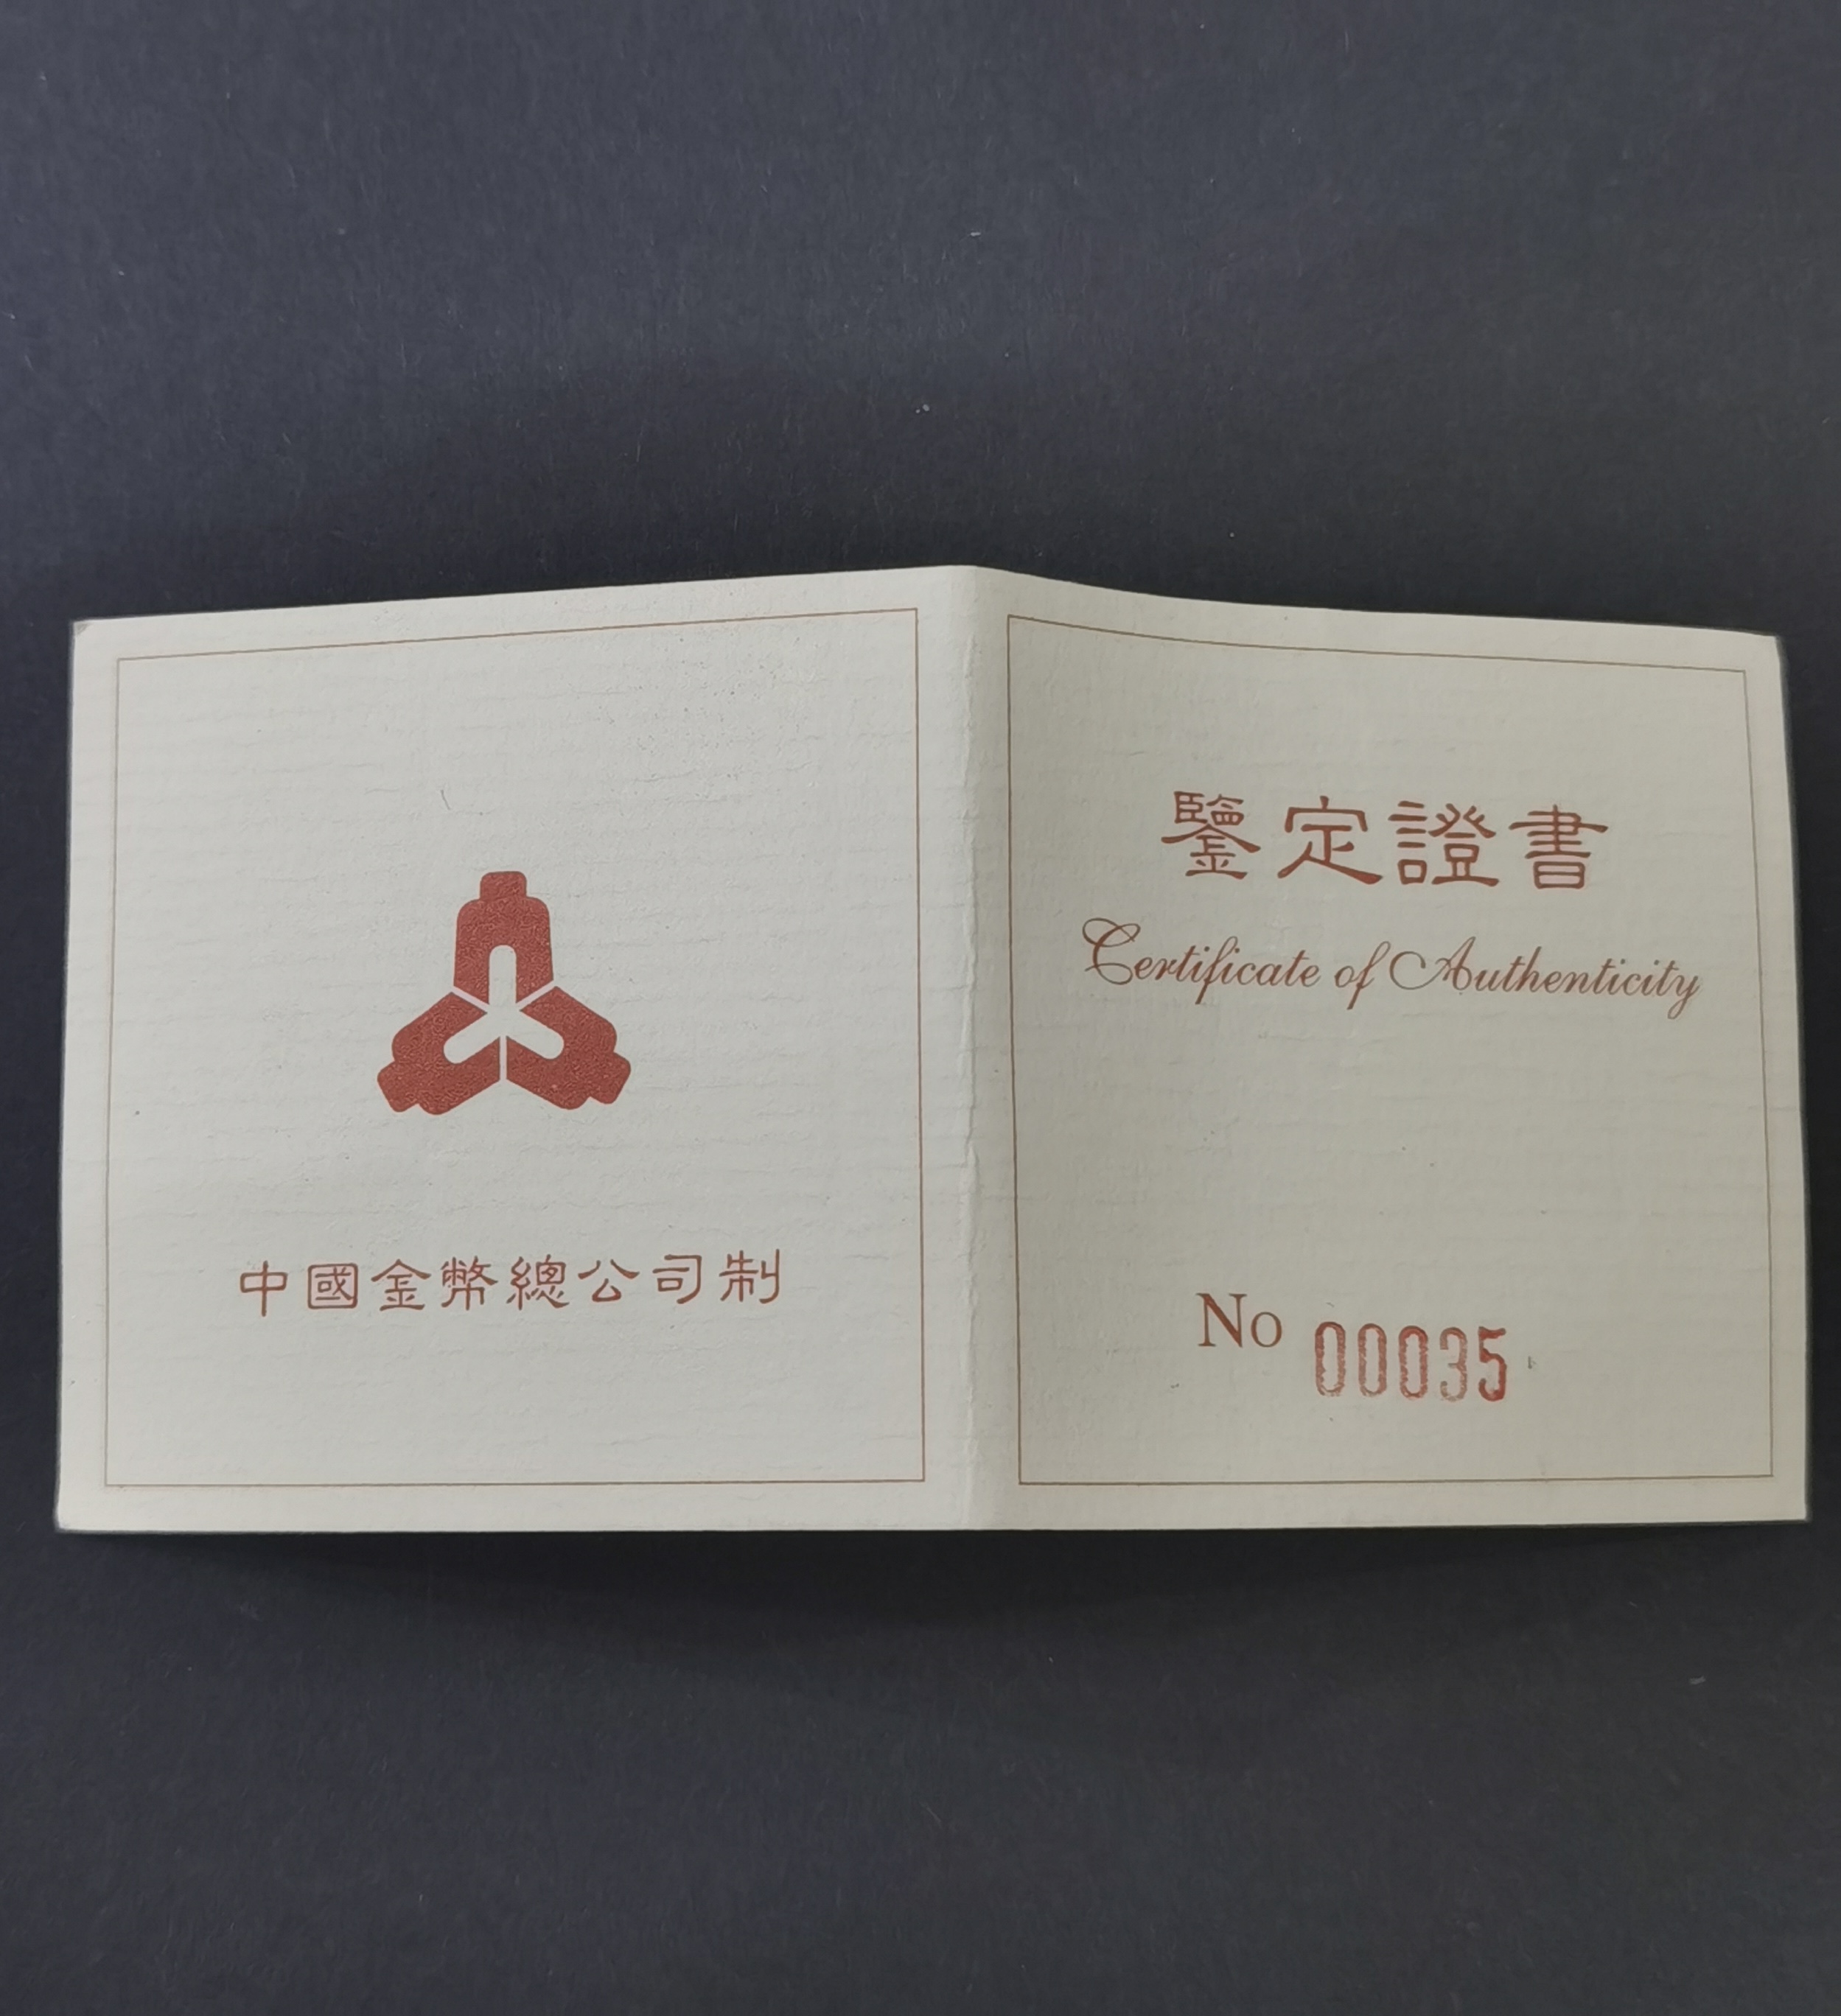 中國金幣總公司制
鑒定證書
Certificate of Authenticity
No 00035